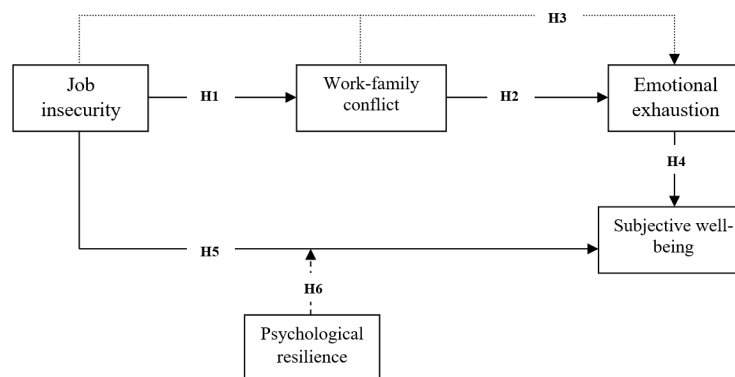 H3
Job
insecurity
H1
Work-family
conflict
H2
Emotional
exhaustion
H4
Subjective well-
being
H5
H6
Psychological
resilience